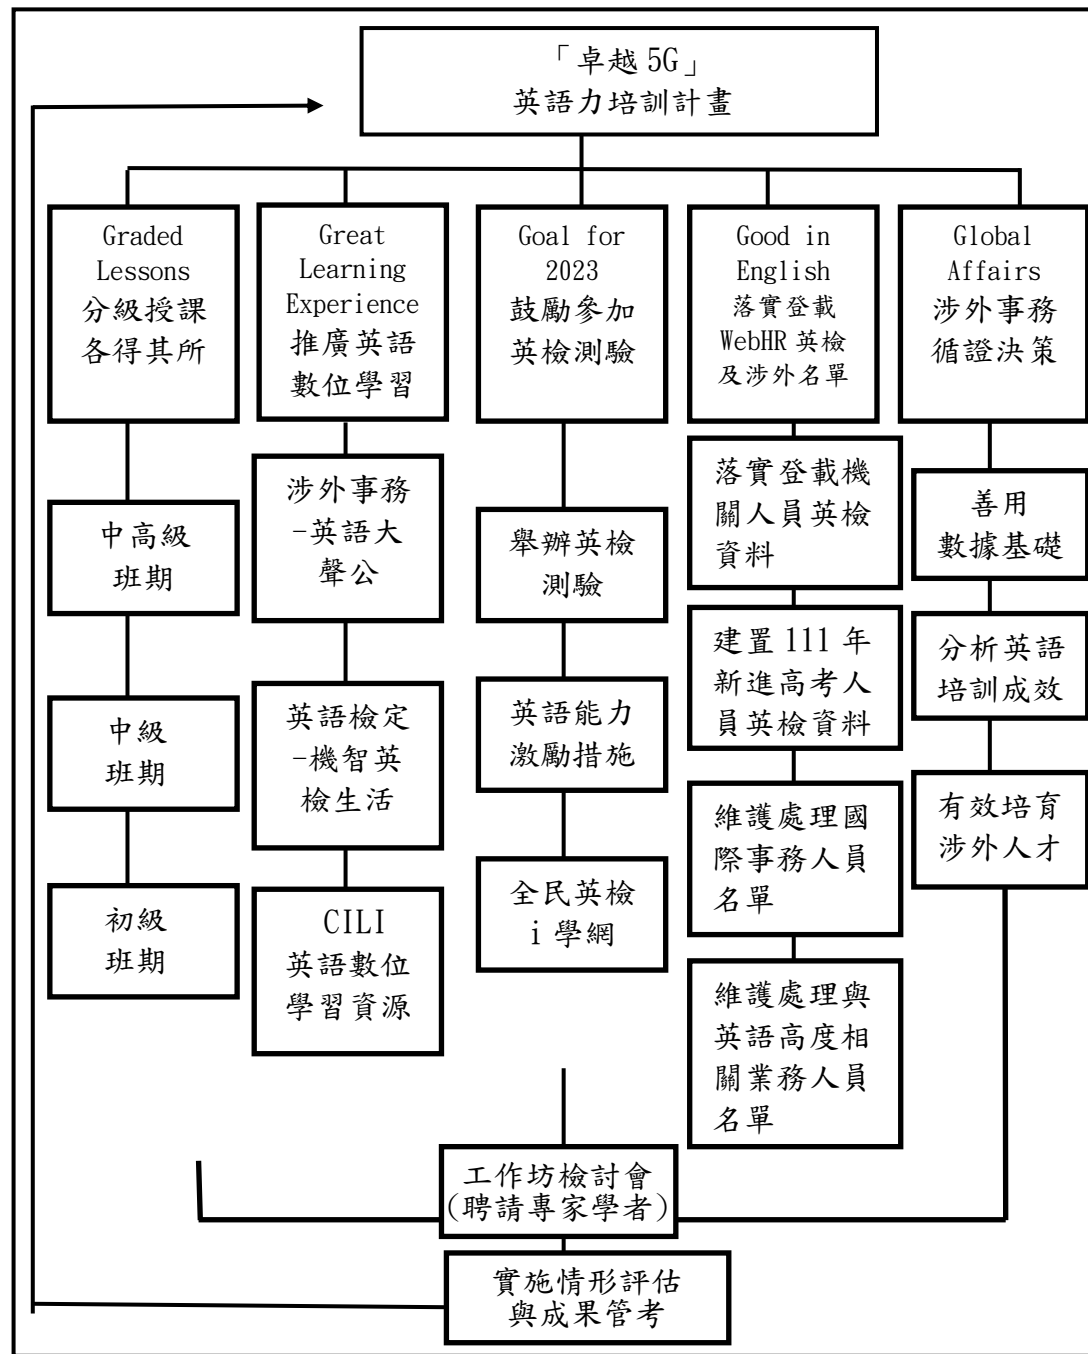 「卓越 5G」
英語力培訓計畫
Graded
Lessons
分級授課
各得其所
中高級
班期
中級
班期
初級
班期
Great
Learning
Experience
推廣英語
數位學習
涉外事務
-英語大
聲公
英語檢定
-機智英
檢生活
CILI
英語數位
學習資源
Goal for
2023
鼓勵參加
英檢測驗
舉辦英檢
測驗
英語能力
激勵措施
全民英檢
i 學網
Good in
English
落實登載
WebHR 英檢
及涉外名單
落實登載機
關人員英檢
資料
建置 111 年
新進高考人
員英檢資料
維護處理國
際事務人員
名單
維護處理與
英語高度相
關業務人員
名單
Global
Affairs
涉外事務
循證決策
善用
數據基礎
分析英語
培訓成效
有效培育
涉外人才
工作坊檢討會
(聘請專家學者)
實施情形評估
與成果管考